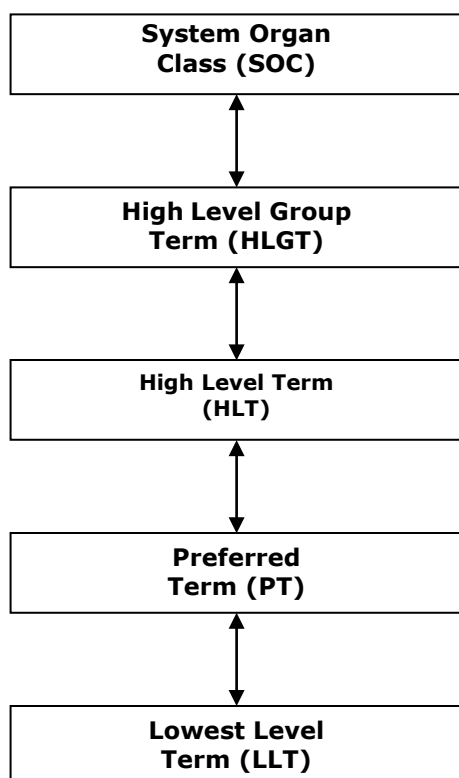 System Organ
Class (SOC)
High Level Group
Term (HLGT)
High Level Term
(HLT)
Preferred
Term (PT)
Lowest Level
Term (LLT)